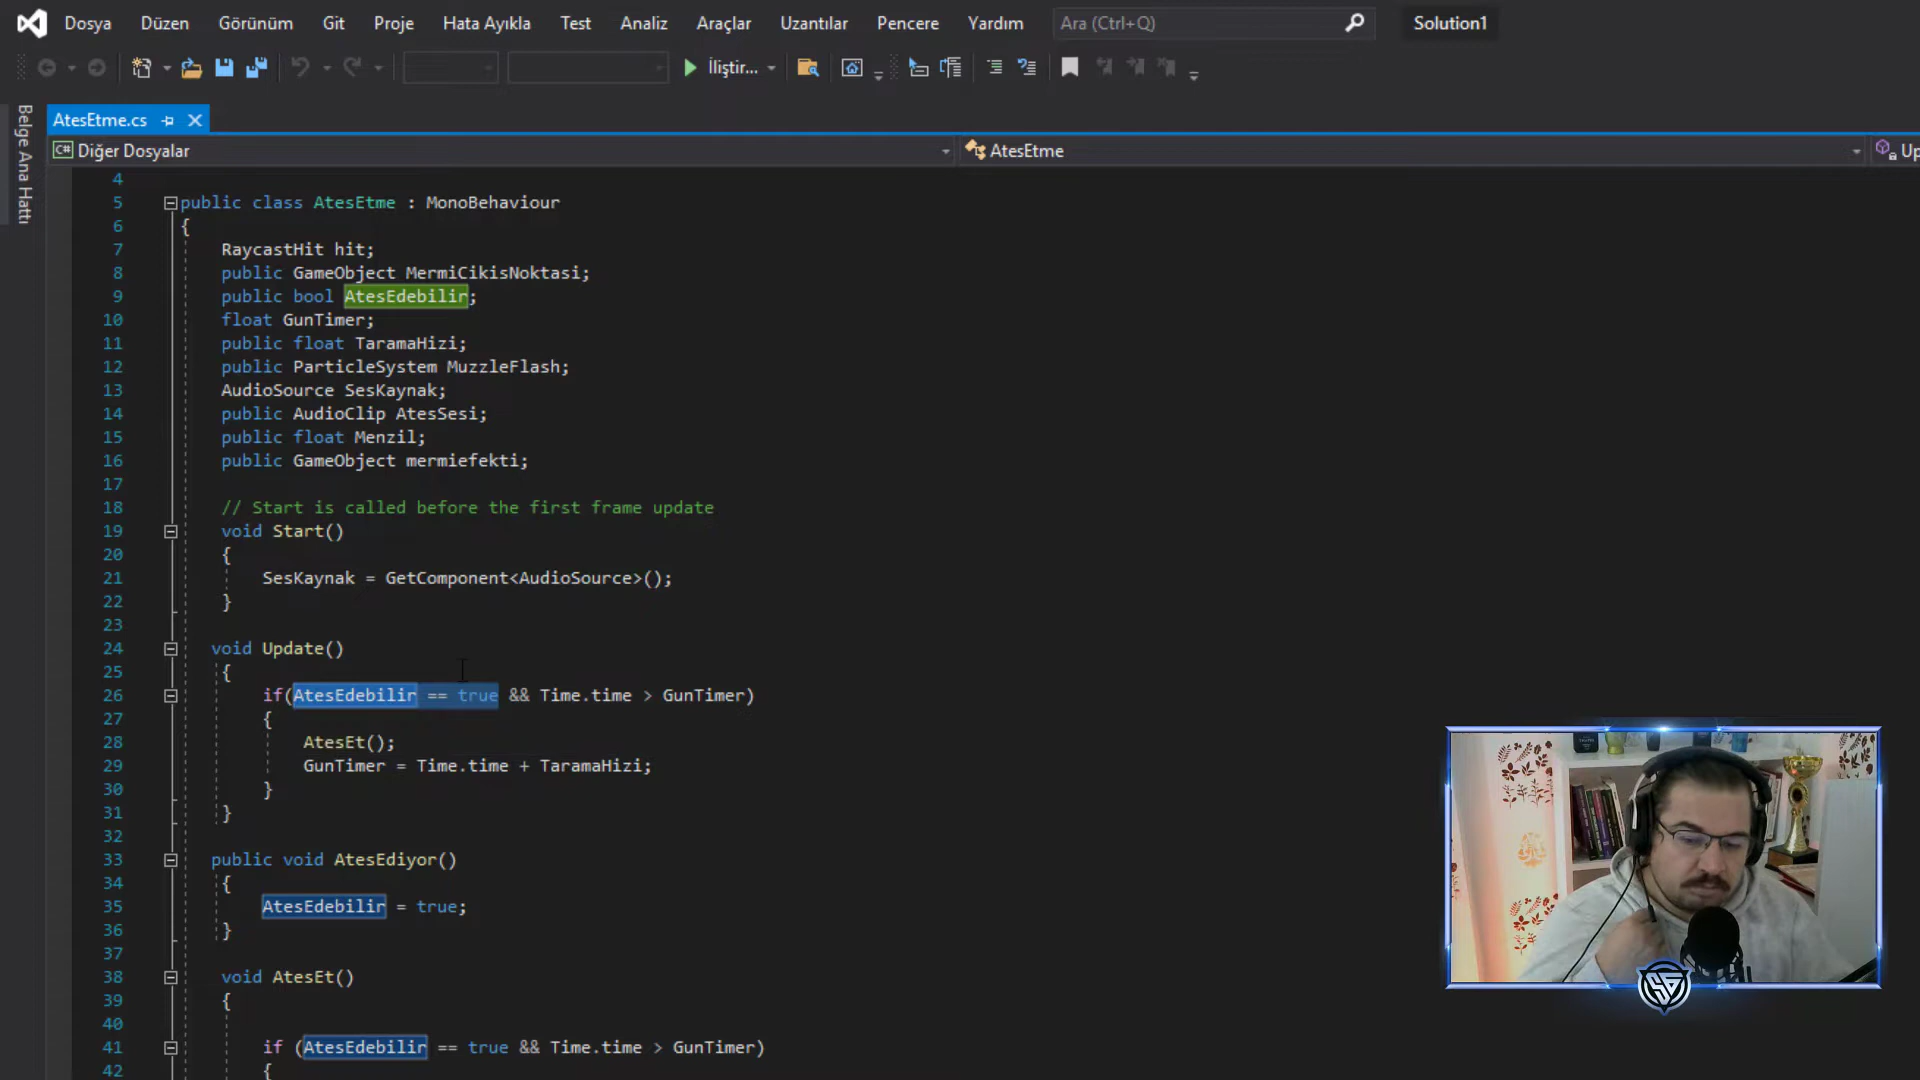 Dosya Düzen Görünüm Git Proje Hata Ayıkla Test Analiz Araçlar Uzantılar Pencere Yardım Ara (Ctrl+Q) Solution1
İliştir...
Belge Ana Hattı
AtesEtme.cs
C# Diğer Dosyalar AtesEtme Up
4
5 public class AtesEtme : MonoBehaviour
6 {
7 RaycastHit hit;
8 public GameObject MermiCikisNoktasi;
9 public bool AtesEdebilir;
10 float GunTimer;
11 public float TaramaHizi;
12 public ParticleSystem MuzzleFlash;
13 AudioSource SesKaynak;
14 public AudioClip AtesSesi;
15 public float Menzil;
16 public GameObject mermiefekti;
17
18 // Start is called before the first frame update
19 void Start()
20 {
21 SesKaynak = GetComponent<AudioSource>();
22 }
23
24 void Update()
25 {
26 if(AtesEdebilir == true && Time.time > GunTimer)
27 {
28 AtesEt();
29 GunTimer = Time.time + TaramaHizi;
30 }
31 }
32
33 public void AtesEdiyor()
34 {
35 AtesEdebilir = true;
36 }
37
38 void AtesEt()
39 {
40
41 if (AtesEdebilir == true && Time.time > GunTimer)
42 {